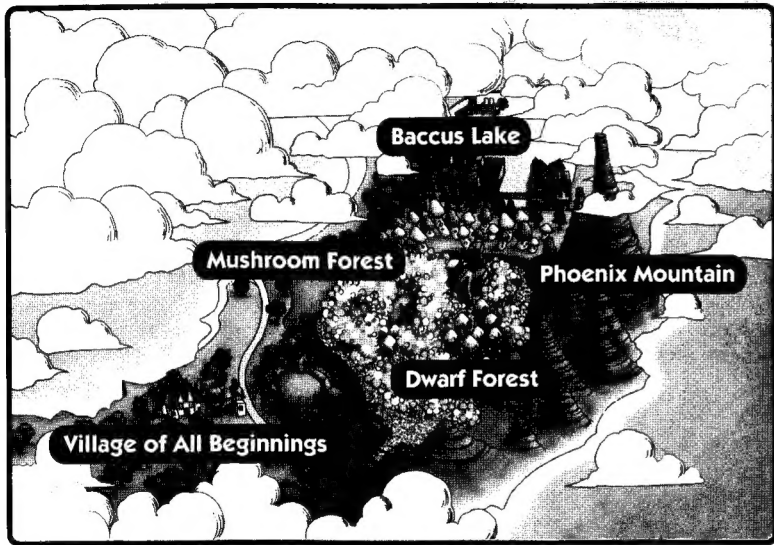 Baccus Lake
Mushroom Forest
Phoenix Mountain
Dwarf Forest
Village of All Beginnings